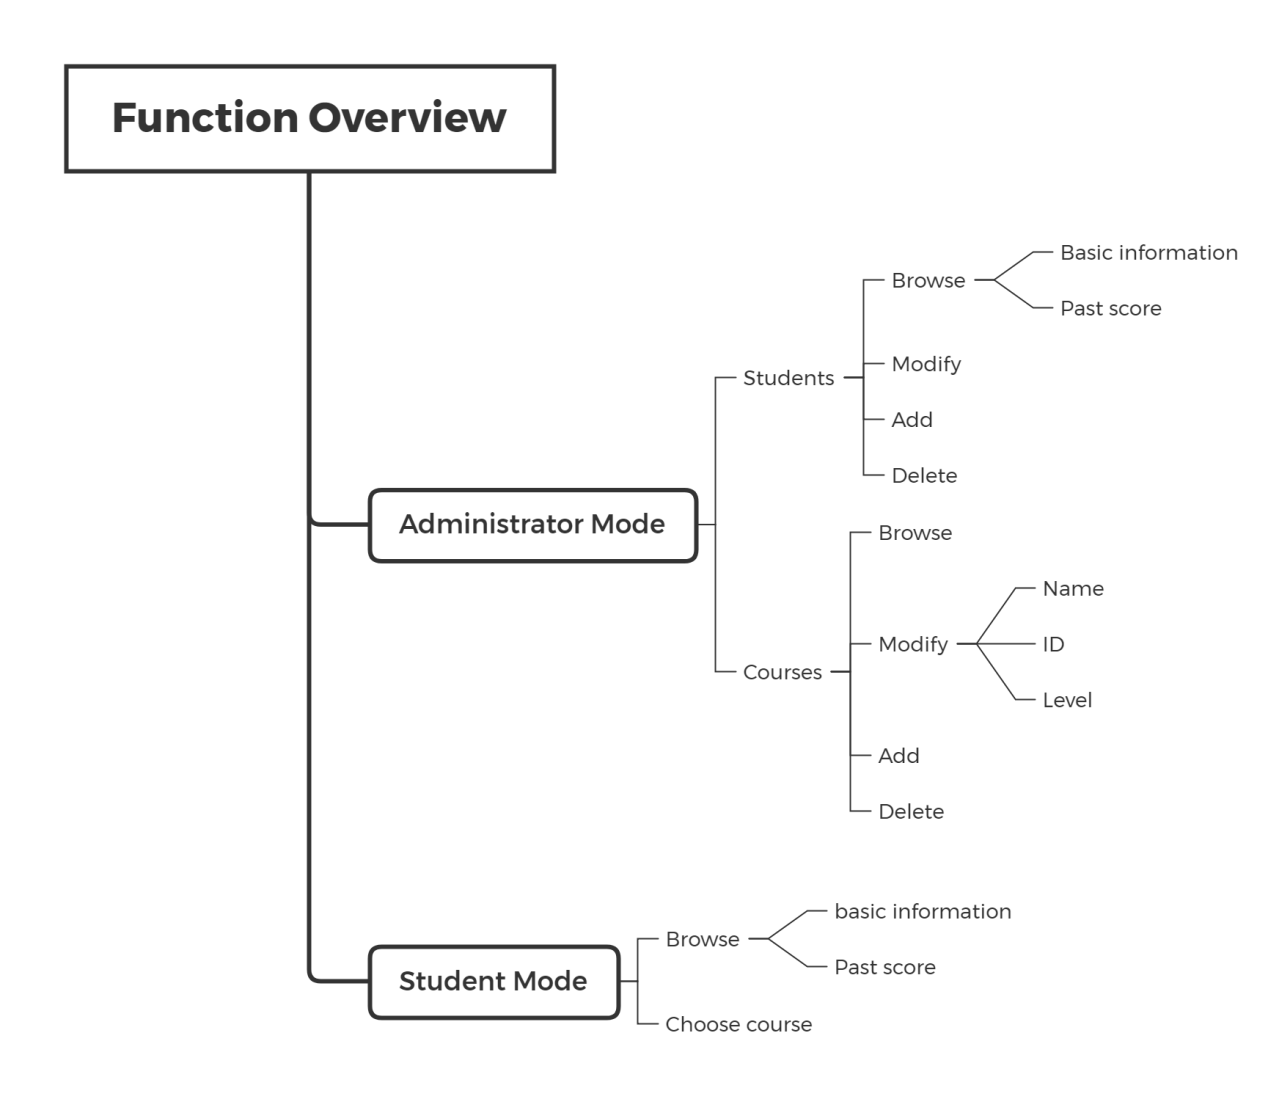 Function Overview
Basic information
Browse
Past score
Modify
Students
Add
Delete
Administrator Mode
Browse
Name
Modify
ID
Courses
Level
Add
Delete
basic information
Browse
Past score
Student Mode
Choose course